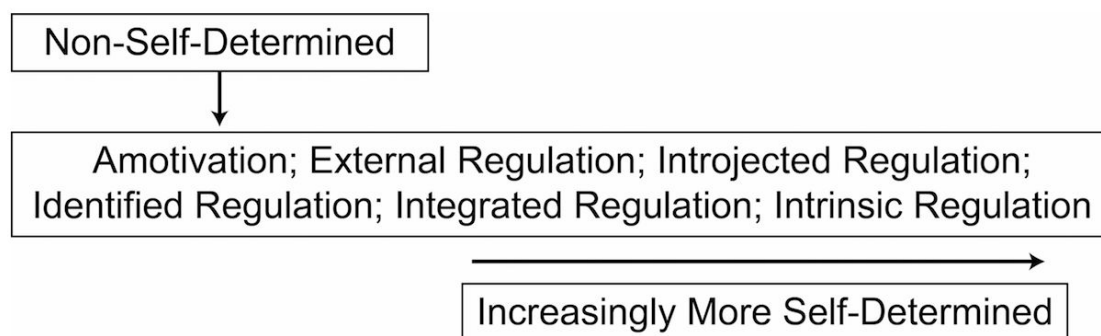 Non-Self-Determined
Amotivation; External Regulation; Introjected Regulation;
Identified Regulation; Integrated Regulation; Intrinsic Regulation
Increasingly More Self-Determined